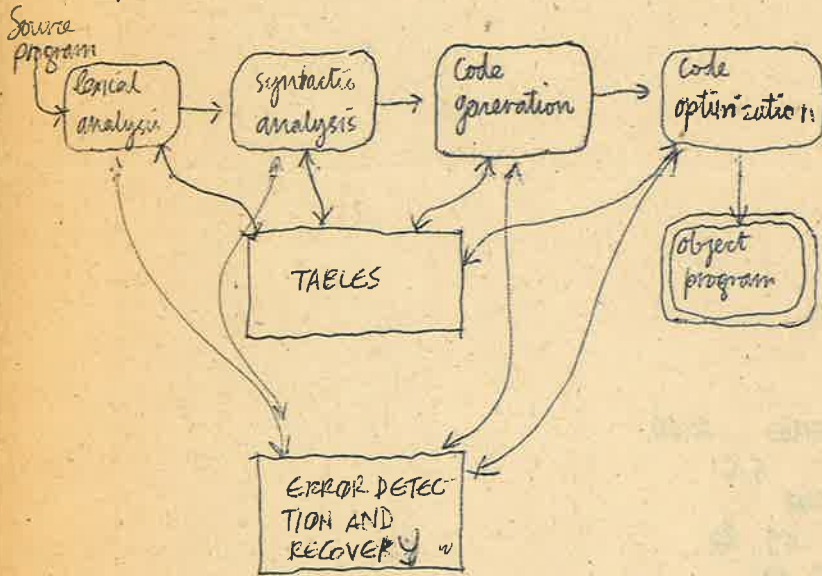 Source
program
lexical
analysis
syntactic
analysis
Code
generation
Code
optimization
object
program
TABLES
ERROR DETEC-
TION AND
RECOVERY